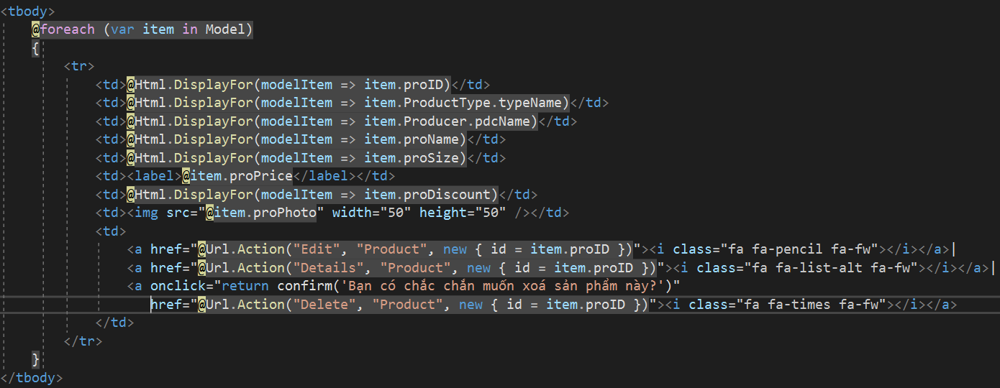 <tbody>
@foreach (var item in Model)
{
<tr>
<td>@Html.DisplayFor(modelItem => item.proID)</td>
<td>@Html.DisplayFor(modelItem => item.ProductType.typeName)</td>
<td>@Html.DisplayFor(modelItem => item.Producer.pdcName)</td>
<td>@Html.DisplayFor(modelItem => item.proName)</td>
<td>@Html.DisplayFor(modelItem => item.proSize)</td>
<td><label>@item.proPrice</label></td>
<td>@Html.DisplayFor(modelItem => item.proDiscount)</td>
<td><img src="@item.proPhoto" width="50" height="50" /></td>
<td>
<a href="@Url.Action("Edit", "Product", new { id = item.proID })"><i class="fa fa-pencil fa-fw"></i></a>|
<a href="@Url.Action("Details", "Product", new { id = item.proID })"><i class="fa fa-list-alt fa-fw"></i></a>|
<a onclick="return confirm('Bạn có chắc chắn muốn xoá sản phẩm này?')"
href="@Url.Action("Delete", "Product", new { id = item.proID })"><i class="fa fa-times fa-fw"></i></a>
</td>
</tr>
}
</tbody>